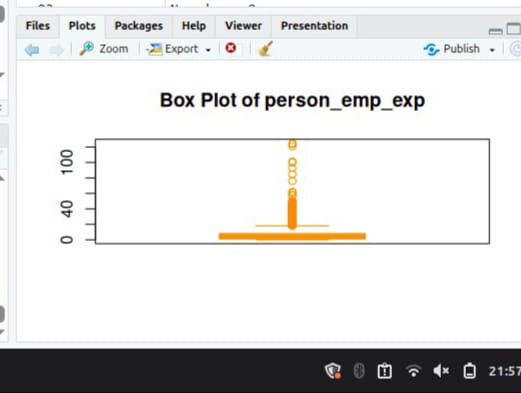 Files Plots Packages Help Viewer Presentation
Zoom Export Publish
Box Plot of person_emp_exp
100
40
0
21:57